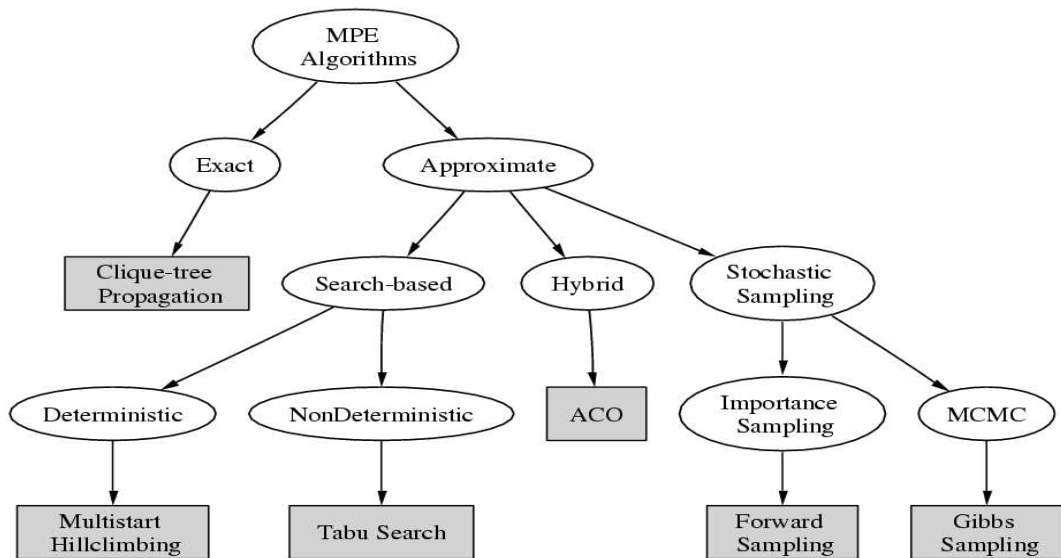 MPE
Algorithms
Exact
Approximate
Clique-tree
Propagation
Search-based
Hybrid
Stochastic
Sampling
Deterministic
NonDeterministic
ACO
Importance
Sampling
MCMC
Multistart
Hillclimbing
Tabu Search
Forward
Sampling
Gibbs
Sampling